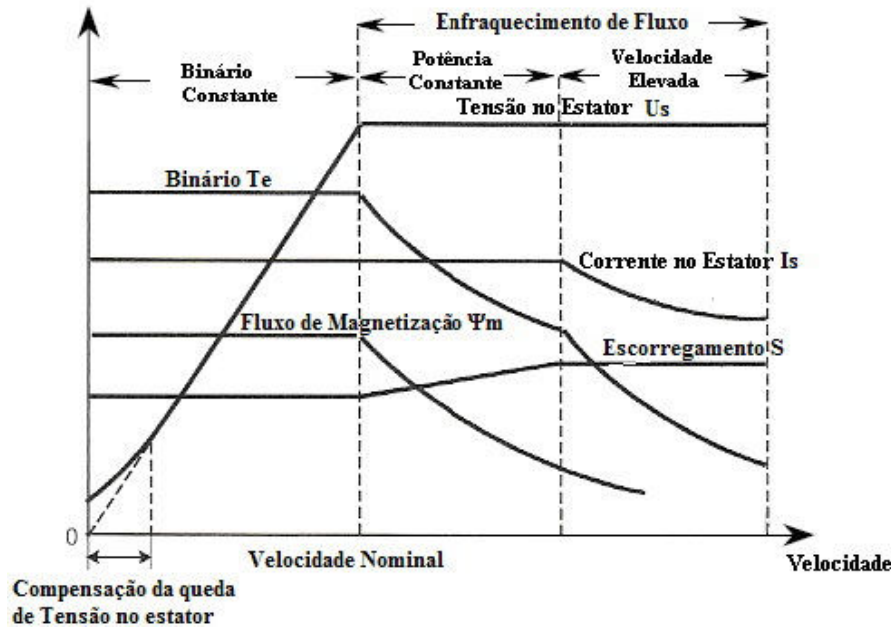 Enfraquecimento de Fluxo
Binário
Constante
Potência
Constante
Velocidade
Elevada
Tensão no Estator Us
Binário Te
Corrente no Estator Is
Fluxo de Magnetização Ψm
Escorregamento S
0
Velocidade Nominal
Velocidade
Compensação da queda
de Tensão no estator